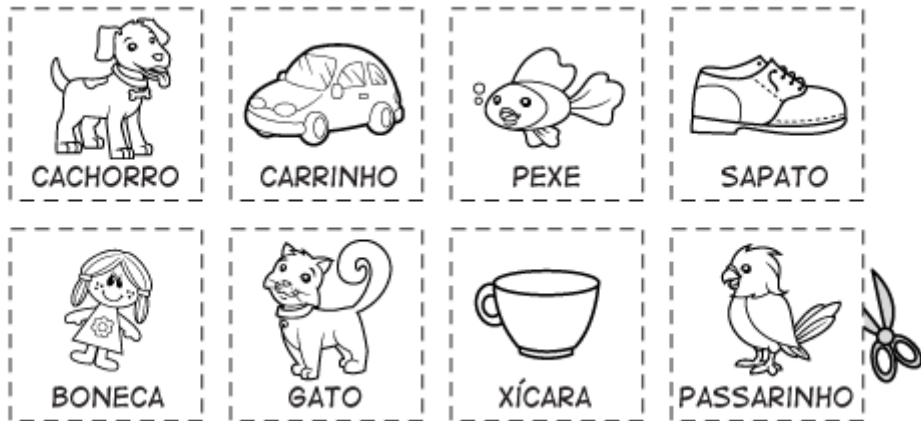 CACHORRO
CARRINHO
PEXE
SAPATO
BONECA
GATO
XÍCARA
PASSARINHO